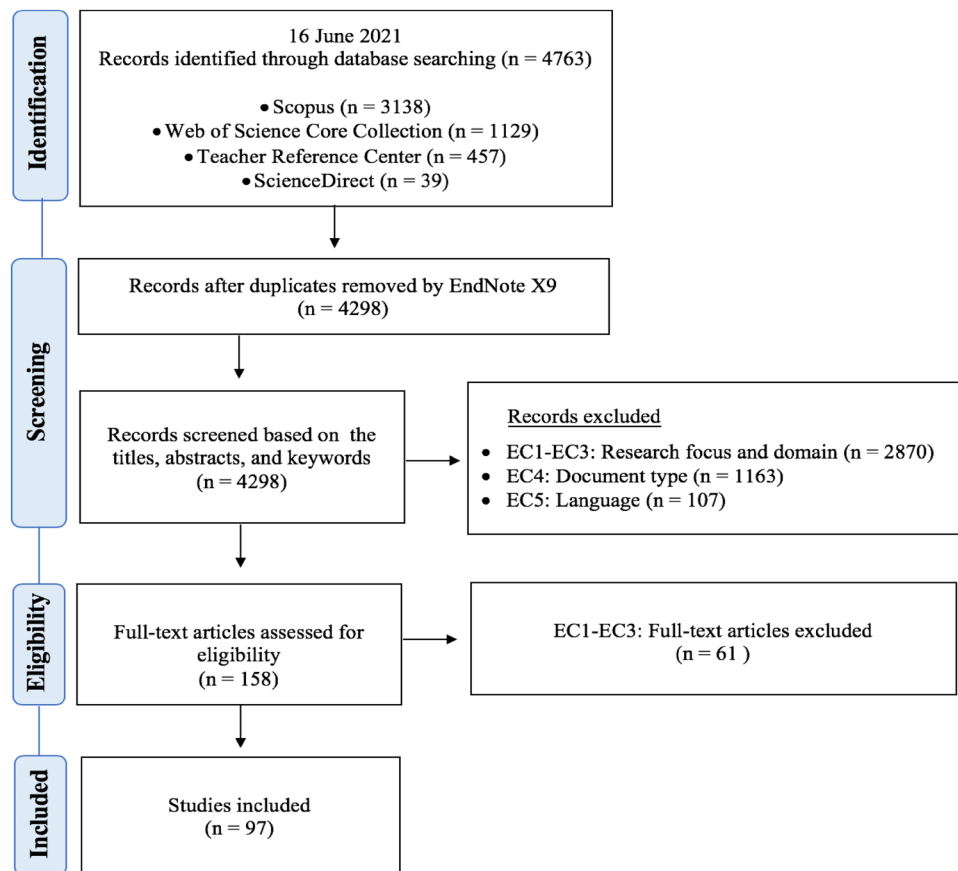 Identification
16 June 2021
Records identified through database searching (n = 4763)
• Scopus (n = 3138)
• Web of Science Core Collection (n = 1129)
• Teacher Reference Center (n = 457)
• ScienceDirect (n = 39)
Screening
Records after duplicates removed by EndNote X9
(n = 4298)
Records screened based on the
titles, abstracts, and keywords
(n = 4298)
Records excluded
• EC1-EC3: Research focus and domain (n = 2870)
• EC4: Document type (n = 1163)
• EC5: Language (n = 107)
Eligibility
Full-text articles assessed for
eligibility
(n = 158)
EC1-EC3: Full-text articles excluded
(n = 61 )
Included
Studies included
(n = 97)